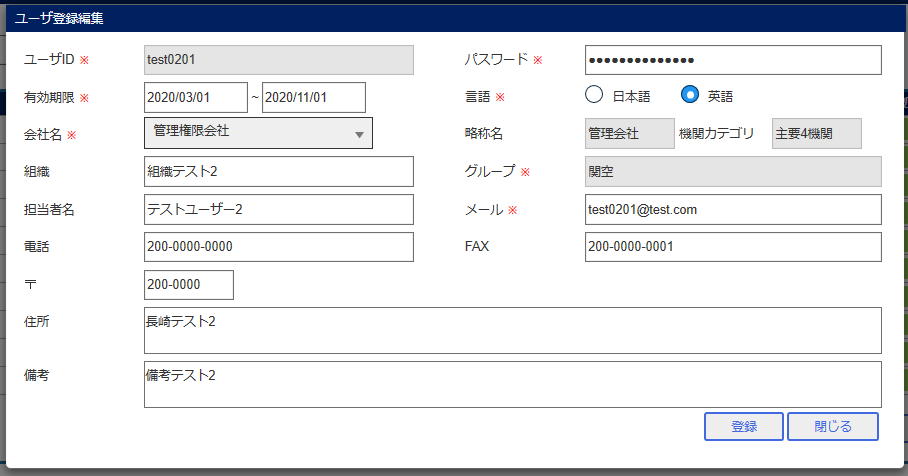 ユーザ登録編集
ユーザID ※ test0201 パスワード ※ ●●●●●●●●●●●●●●
有効期限 ※ 2020/03/01 ~ 2020/11/01 言語 ※ 日本語 英語
会社名 ※ 管理権限会社 略称名 管理会社 機関カテゴリ 主要4機関
組織 組織テスト2 グループ ※ 関空
担当者名 テストユーザー2 メール ※ test0201@test.com
電話 200-0000-0000 FAX 200-0000-0001
〒 200-0000
住所 長崎テスト2
備考 備考テスト2
登録 閉じる